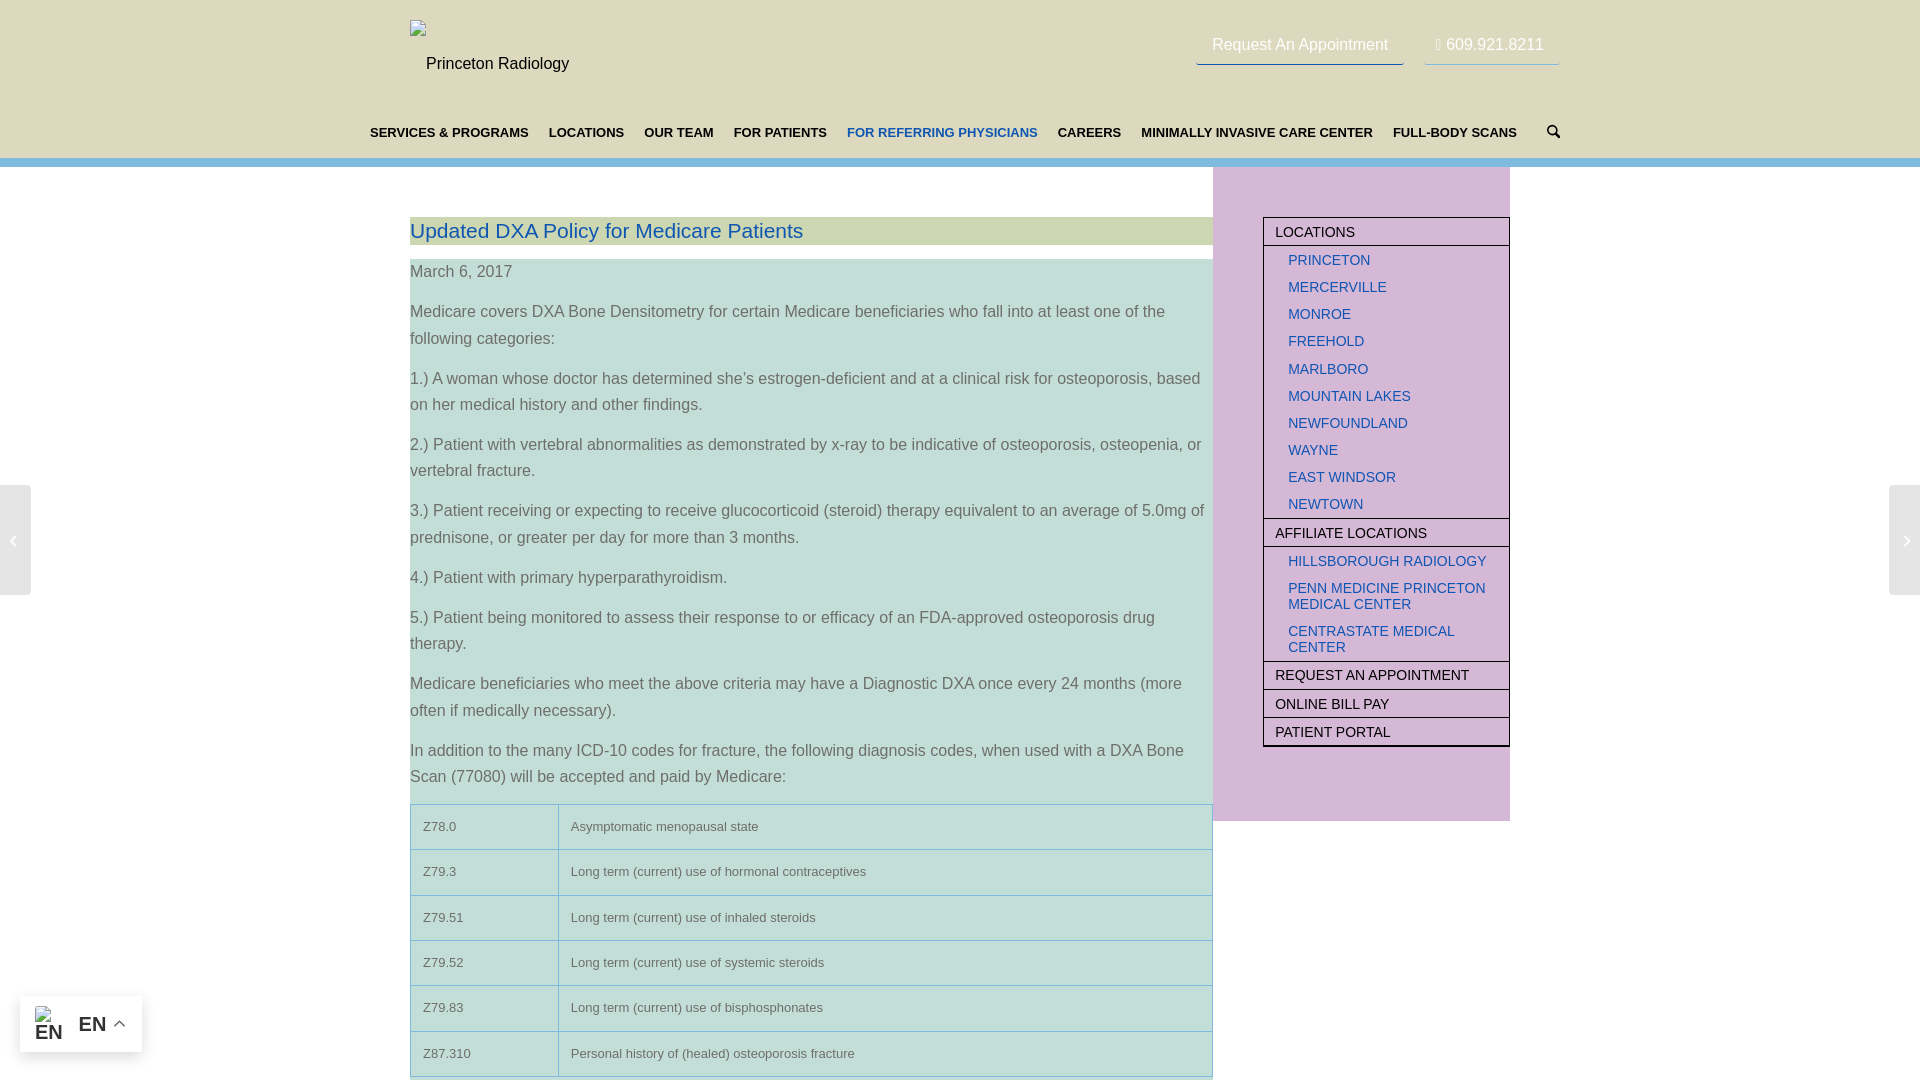 Princeton Radiology
Request An Appointment
609.921.8211
SERVICES & PROGRAMS LOCATIONS OUR TEAM FOR PATIENTS FOR REFERRING PHYSICIANS CAREERS MINIMALLY INVASIVE CARE CENTER FULL-BODY SCANS
Updated DXA Policy for Medicare Patients
March 6, 2017
Medicare covers DXA Bone Densitometry for certain Medicare beneficiaries who fall into at least one of the
following categories:
1.) A woman whose doctor has determined she’s estrogen-deficient and at a clinical risk for osteoporosis, based
on her medical history and other findings.
2.) Patient with vertebral abnormalities as demonstrated by x-ray to be indicative of osteoporosis, osteopenia, or
vertebral fracture.
3.) Patient receiving or expecting to receive glucocorticoid (steroid) therapy equivalent to an average of 5.0mg of
prednisone, or greater per day for more than 3 months.
4.) Patient with primary hyperparathyroidism.
5.) Patient being monitored to assess their response to or efficacy of an FDA-approved osteoporosis drug
therapy.
Medicare beneficiaries who meet the above criteria may have a Diagnostic DXA once every 24 months (more
often if medically necessary).
In addition to the many ICD-10 codes for fracture, the following diagnosis codes, when used with a DXA Bone
Scan (77080) will be accepted and paid by Medicare:
Z78.0 Asymptomatic menopausal state
Z79.3 Long term (current) use of hormonal contraceptives
Z79.51 Long term (current) use of inhaled steroids
Z79.52 Long term (current) use of systemic steroids
Z79.83 Long term (current) use of bisphosphonates
Z87.310 Personal history of (healed) osteoporosis fracture
LOCATIONS
PRINCETON
MERCERVILLE
MONROE
FREEHOLD
MARLBORO
MOUNTAIN LAKES
NEWFOUNDLAND
WAYNE
EAST WINDSOR
NEWTOWN
AFFILIATE LOCATIONS
HILLSBOROUGH RADIOLOGY
PENN MEDICINE PRINCETON
MEDICAL CENTER
CENTRASTATE MEDICAL
CENTER
REQUEST AN APPOINTMENT
ONLINE BILL PAY
PATIENT PORTAL
EN EN